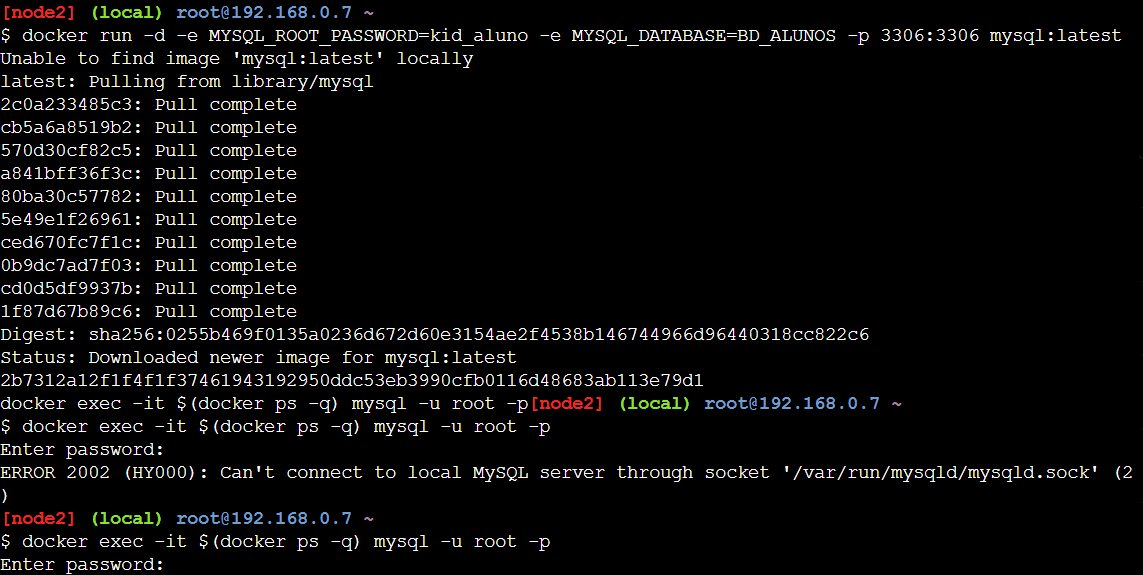 [node2] (local) root@192.168.0.7 ~
$ docker run -d -e MYSQL_ROOT_PASSWORD=kid_aluno -e MYSQL_DATABASE=BD_ALUNOS -p 3306:3306 mysql:latest
Unable to find image 'mysql:latest' locally
latest: Pulling from library/mysql
2c0a233485c3: Pull complete
cb5a6a8519b2: Pull complete
570d30cf82c5: Pull complete
a841bff36f3c: Pull complete
80ba30c57782: Pull complete
5e49e1f26961: Pull complete
ced670fc7f1c: Pull complete
0b9dc7ad7f03: Pull complete
cd0d5df9937b: Pull complete
1f87d67b89c6: Pull complete
Digest: sha256:0255b469f0135a0236d672d60e3154ae2f4538b146744966d96440318cc822c6
Status: Downloaded newer image for mysql:latest
2b7312a12f1f4f1f37461943192950ddc53eb3990cfb0116d48683ab113e79d1
docker exec -it $(docker ps -q) mysql -u root -p[node2] (local) root@192.168.0.7 ~
$ docker exec -it $(docker ps -q) mysql -u root -p
Enter password:
ERROR 2002 (HY000): Can't connect to local MySQL server through socket '/var/run/mysqld/mysqld.sock' (2
)
[node2] (local) root@192.168.0.7 ~
$ docker exec -it $(docker ps -q) mysql -u root -p
Enter password: